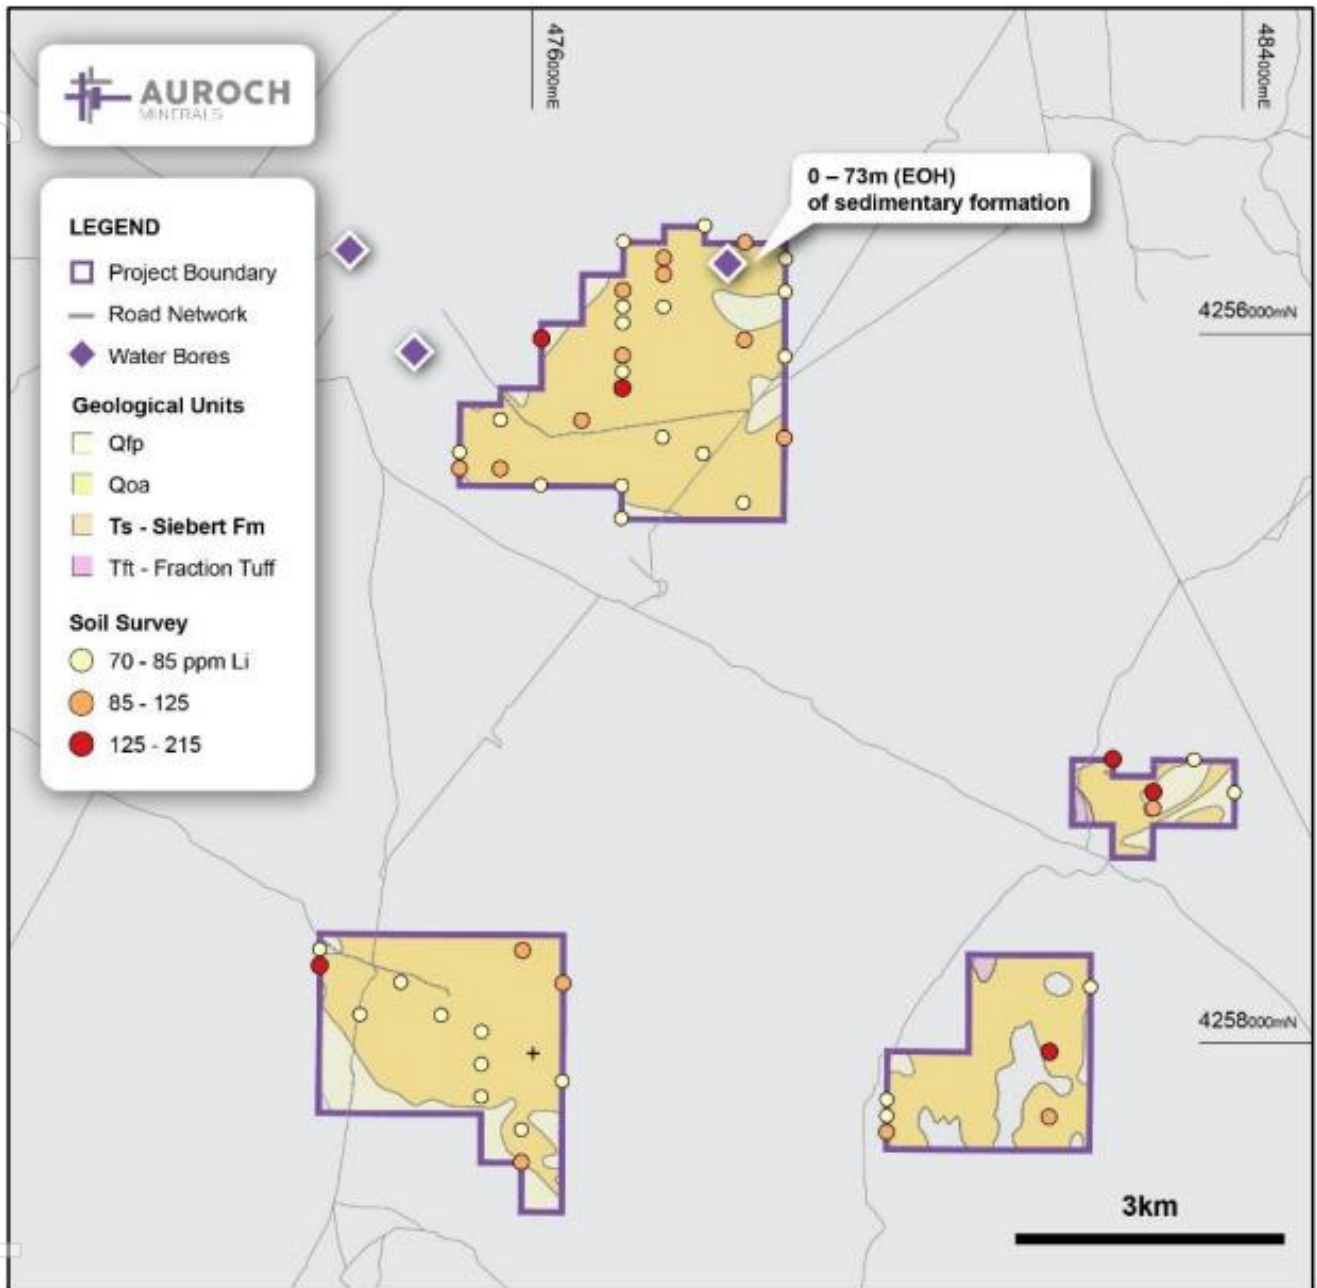 476000mE
484000mE
AUROCH
MINERALS
0 – 73m (EOH)
of sedimentary formation
LEGEND
Project Boundary
Road Network
Water Bores
Geological Units
Qfp
Qoa
Ts - Siebert Fm
Tft - Fraction Tuff
Soil Survey
70 - 85 ppm Li
85 - 125
125 - 215
4256000mN
4258000mN
3km